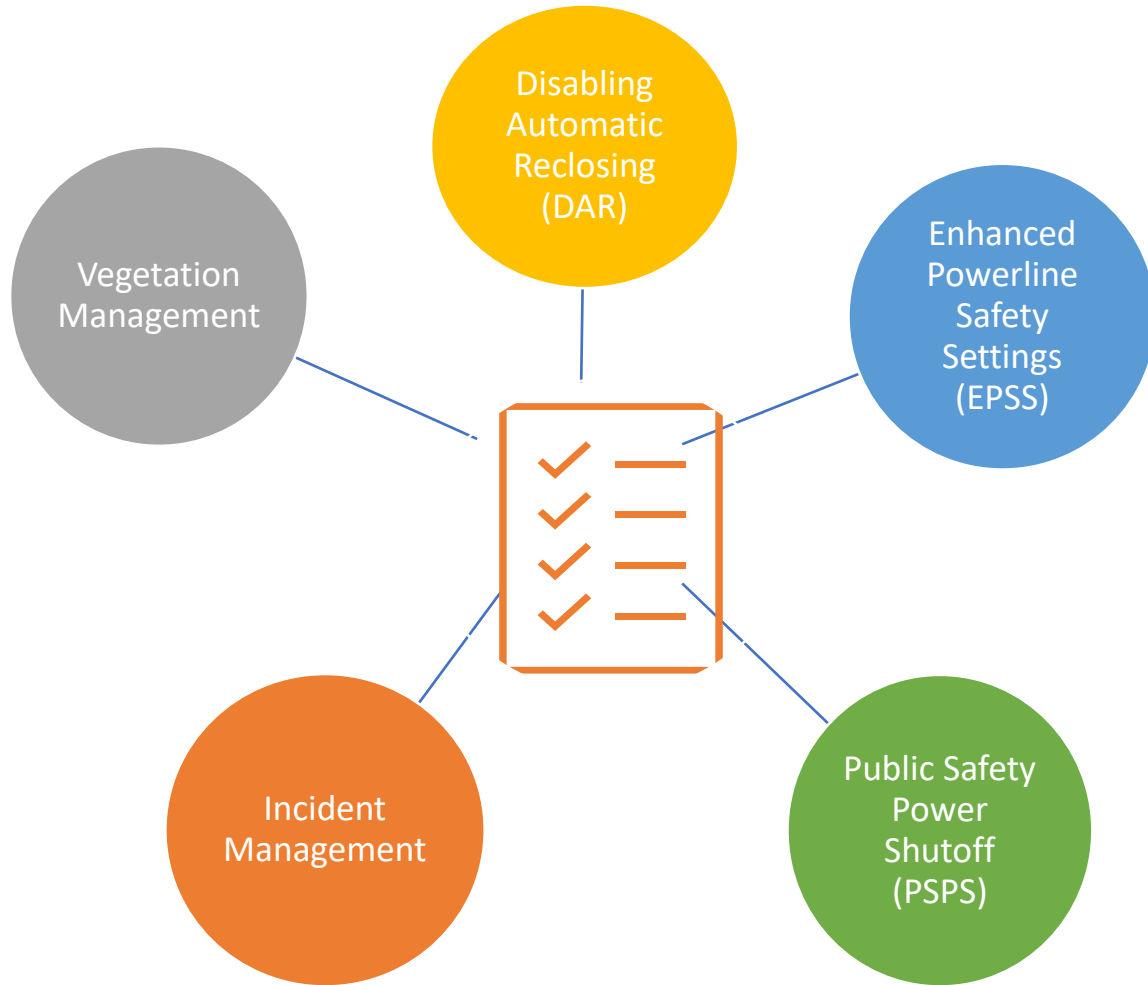 Disabling
Automatic
Reclosing
(DAR)
Enhanced
Powerline
Safety
Settings
(EPSS)
Public Safety
Power
Shutoff
(PSPS)
Incident
Management
Vegetation
Management